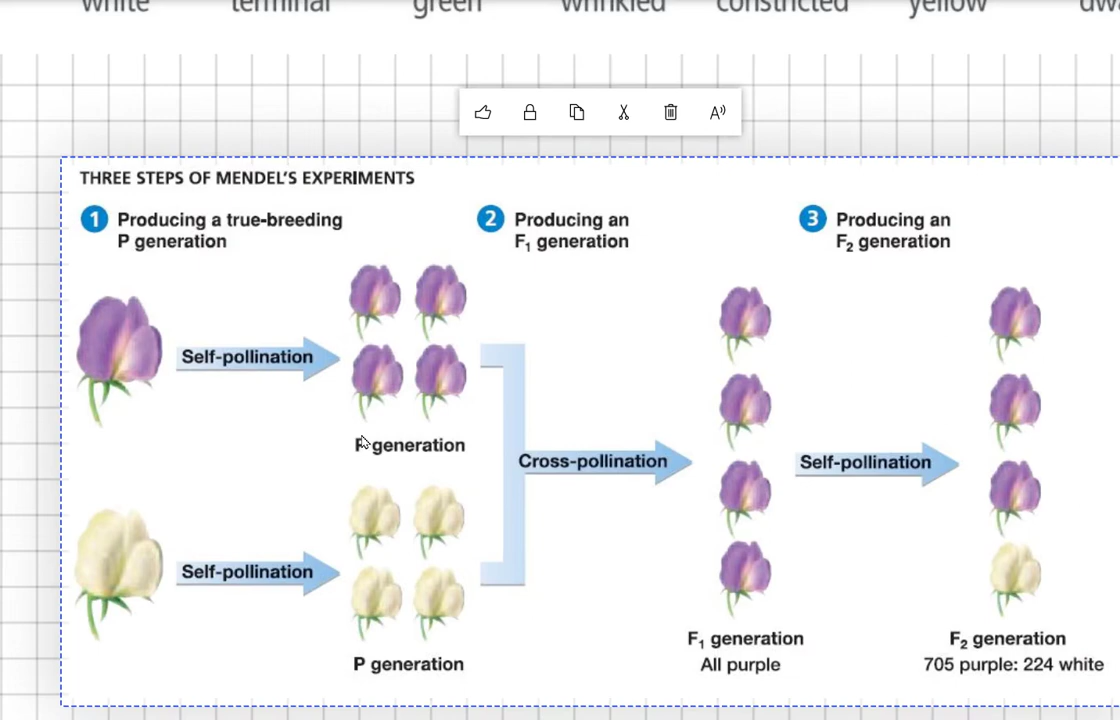 white terminal green wrinkled constricted yellow
THREE STEPS OF MENDEL'S EXPERIMENTS
1 Producing a true-breeding
P generation
2 Producing an
F₁ generation
3 Producing an
F₂ generation
Self-pollination
P generation
Cross-pollination
Self-pollination
Self-pollination
P generation
F₁ generation
All purple
F₂ generation
705 purple: 224 white